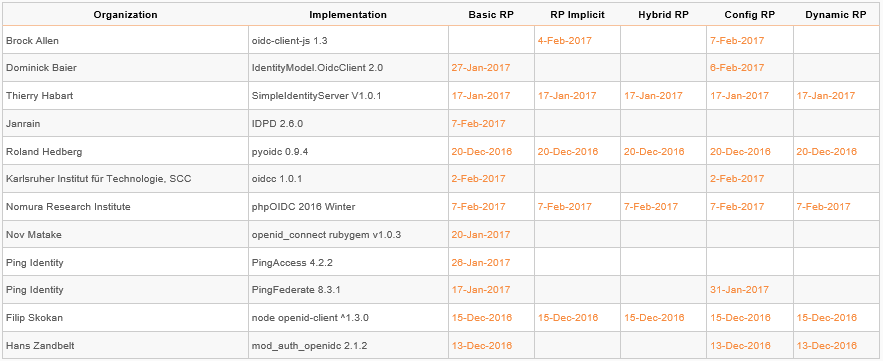 Organization Implementation Basic RP RP Implicit Hybrid RP Config RP Dynamic RP
Brock Allen oidc-client-js 1.3 4-Feb-2017 7-Feb-2017
Dominick Baier IdentityModel.OidcClient 2.0 27-Jan-2017 6-Feb-2017
Thierry Habart SimpleIdentityServer V1.0.1 17-Jan-2017 17-Jan-2017 17-Jan-2017 17-Jan-2017 17-Jan-2017
Janrain IDPD 2.6.0 7-Feb-2017
Roland Hedberg pyoidc 0.9.4 20-Dec-2016 20-Dec-2016 20-Dec-2016 20-Dec-2016 20-Dec-2016
Karlsruher Institut für Technologie, SCC oidcc 1.0.1 2-Feb-2017 2-Feb-2017
Nomura Research Institute phpOIDC 2016 Winter 7-Feb-2017 7-Feb-2017 7-Feb-2017 7-Feb-2017 7-Feb-2017
Nov Matake openid_connect rubygem v1.0.3 20-Jan-2017
Ping Identity PingAccess 4.2.2 26-Jan-2017
Ping Identity PingFederate 8.3.1 17-Jan-2017 31-Jan-2017
Filip Skokan node openid-client ^1.3.0 15-Dec-2016 15-Dec-2016 15-Dec-2016 15-Dec-2016 15-Dec-2016
Hans Zandbelt mod_auth_openidc 2.1.2 13-Dec-2016 13-Dec-2016 13-Dec-2016